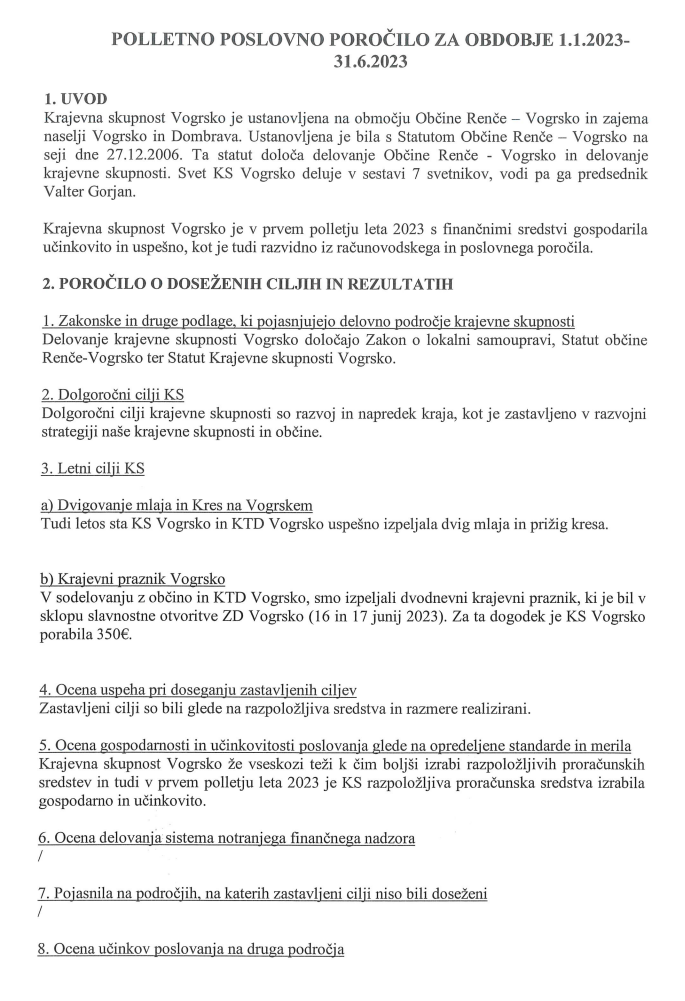 POLLETNO POSLOVNO POROČILO ZA OBDOBJE 1.1.2023-
31.6.2023
1. UVOD
Krajevna skupnost Vogrsko je ustanovljena na območju Občine Renče – Vogrsko in zajema
naselji Vogrsko in Dombrava. Ustanovljena je bila s Statutom Občine Renče – Vogrsko na
seji dne 27.12.2006. Ta statut določa delovanje Občine Renče - Vogrsko in delovanje
krajevne skupnosti. Svet KS Vogrsko deluje v sestavi 7 svetnikov, vodi pa ga predsednik
Valter Gorjan.
Krajevna skupnost Vogrsko je v prvem polletju leta 2023 s finančnimi sredstvi gospodarila
učinkovito in uspešno, kot je tudi razvidno iz računovodskega in poslovnega poročila.
2. POROČILO O DOSEŽENIH CILJIH IN REZULTATIH
1. Zakonske in druge podlage, ki pojasnjujejo delovno področje krajevne skupnosti
Delovanje krajevne skupnosti Vogrsko določajo Zakon o lokalni samoupravi, Statut občine
Renče-Vogrsko ter Statut Krajevne skupnosti Vogrsko.
2. Dolgoročni cilji KS
Dolgoročni cilji krajevne skupnosti so razvoj in napredek kraja, kot je zastavljeno v razvojni
strategiji naše krajevne skupnosti in občine.
3. Letni cilji KS
a) Dvigovanje mlaja in Kres na Vogrskem
Tudi letos sta KS Vogrsko in KTD Vogrsko uspešno izpeljala dvig mlaja in prižig kresa.
b) Krajevni praznik Vogrsko
V sodelovanju z občino in KTD Vogrsko, smo izpeljali dvodnevni krajevni praznik, ki je bil v
sklopu slavnostne otvoritve ZD Vogrsko (16 in 17 junij 2023). Za ta dogodek je KS Vogrsko
porabila 350€.
4. Ocena uspeha pri doseganju zastavljenih ciljev
Zastavljeni cilji so bili glede na razpoložljiva sredstva in razmere realizirani.
5. Ocena gospodarnosti in učinkovitosti poslovanja glede na opredeljene standarde in merila
Krajevna skupnost Vogrsko že vseskozi teži k čim boljši izrabi razpoložljivih proračunskih
sredstev in tudi v prvem polletju leta 2023 je KS razpoložljiva proračunska sredstva izrabila
gospodarno in učinkovito.
6. Ocena delovanja sistema notranjega finančnega nadzora
/
7. Pojasnila na področjih, na katerih zastavljeni cilji niso bili doseženi
/
8. Ocena učinkov poslovanja na druga področja